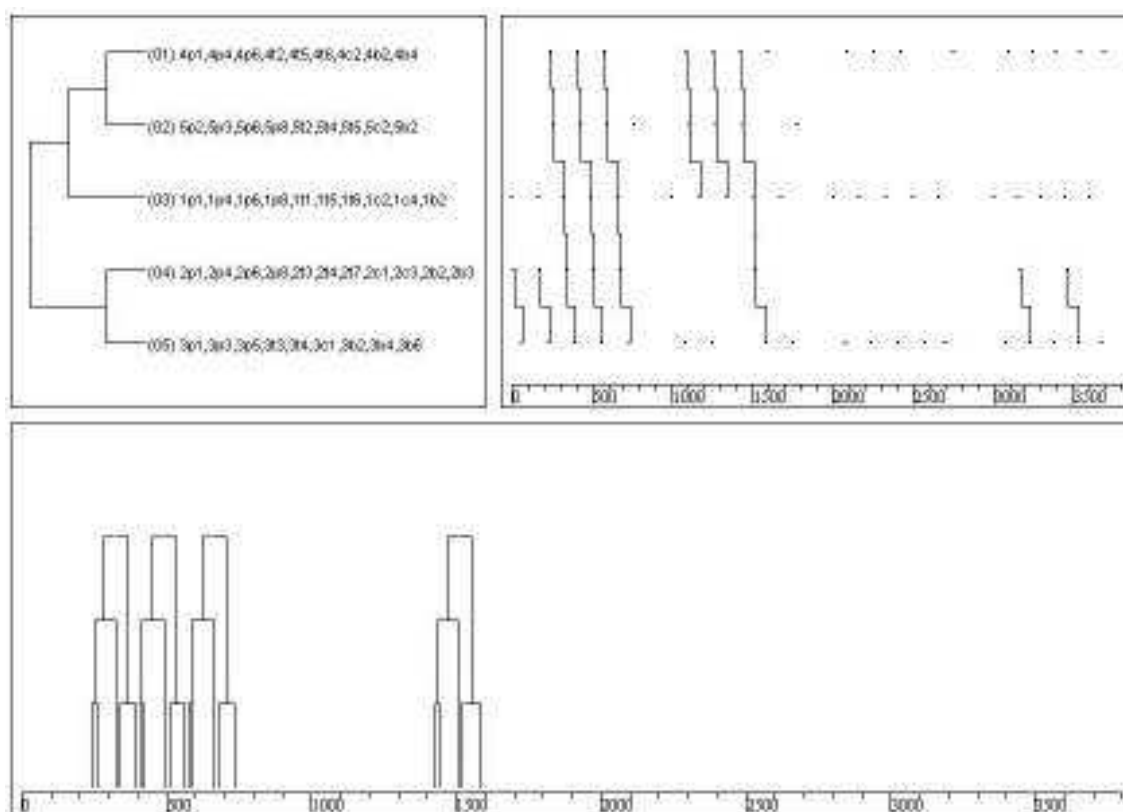 (01) 4p1,4p4,4p6,4t2,4t5,4t6,4c2,4b2,4b4
(02) 5p2,5p3,5p6,5p8,5t2,5t4,5t5,5c2,5b2
(03) 1p1,1p4,1p6,1p8,1t1,1t5,1t6,1c2,1c4,1b2
(04) 2p1,2p4,2p6,2p8,2t3,2t4,2t7,2c1,2c3,2b2,2b3
(05) 3p1,3p3,3p5,3t3,3t4,3c1,3b2,3b4,3b6
0 500 1000 1500 2000 2500 3000 3500
0 500 1000 1500 2000 2500 3000 3500